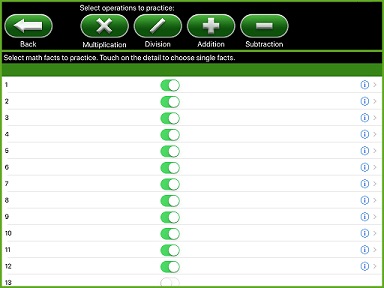 Select operations to practice:
Back
Multiplication
Division
Addition
Subtraction
Select math facts to practice. Touch on the detail to choose single facts.
1
2
3
4
5
6
7
8
9
10
11
12
13